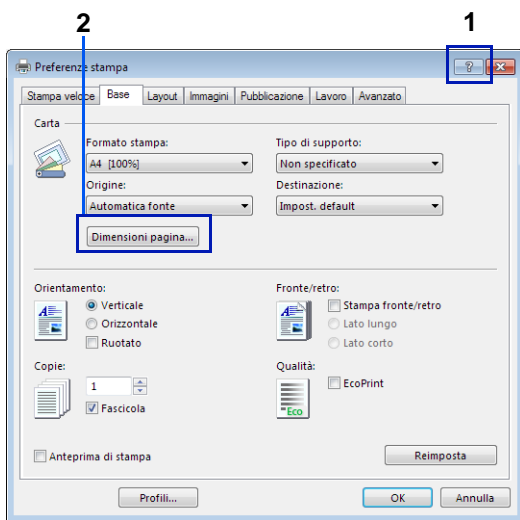 2 1
Preferenze stampa ?
Stampa veloce Base Layout Immagini Pubblicazione Lavoro Avanzato
Carta
Formato stampa: Tipo di supporto:
A4 [100%] Non specificato
Origine: Destinazione:
Automatica fonte Impost. default
Dimensioni pagina...
Orientamento: Fronte/retro:
A Verticale A Stampa fronte/retro
Orizzontale Lato lungo
Ruotato Lato corto
Copie: Qualità:
1 EcoPrint
Fascicola Eco
Anteprima di stampa Reimposta
Profili... OK Annulla